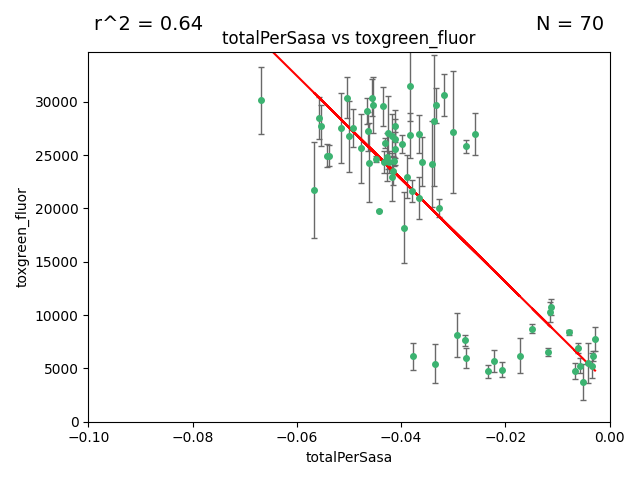 r^2 = 0.64
N = 70
totalPerSasa vs toxgreen_fluor
toxgreen_fluor
30000
25000
20000
15000
10000
5000
0
−0.10
−0.08
−0.06
−0.04
−0.02
0.00
totalPerSasa